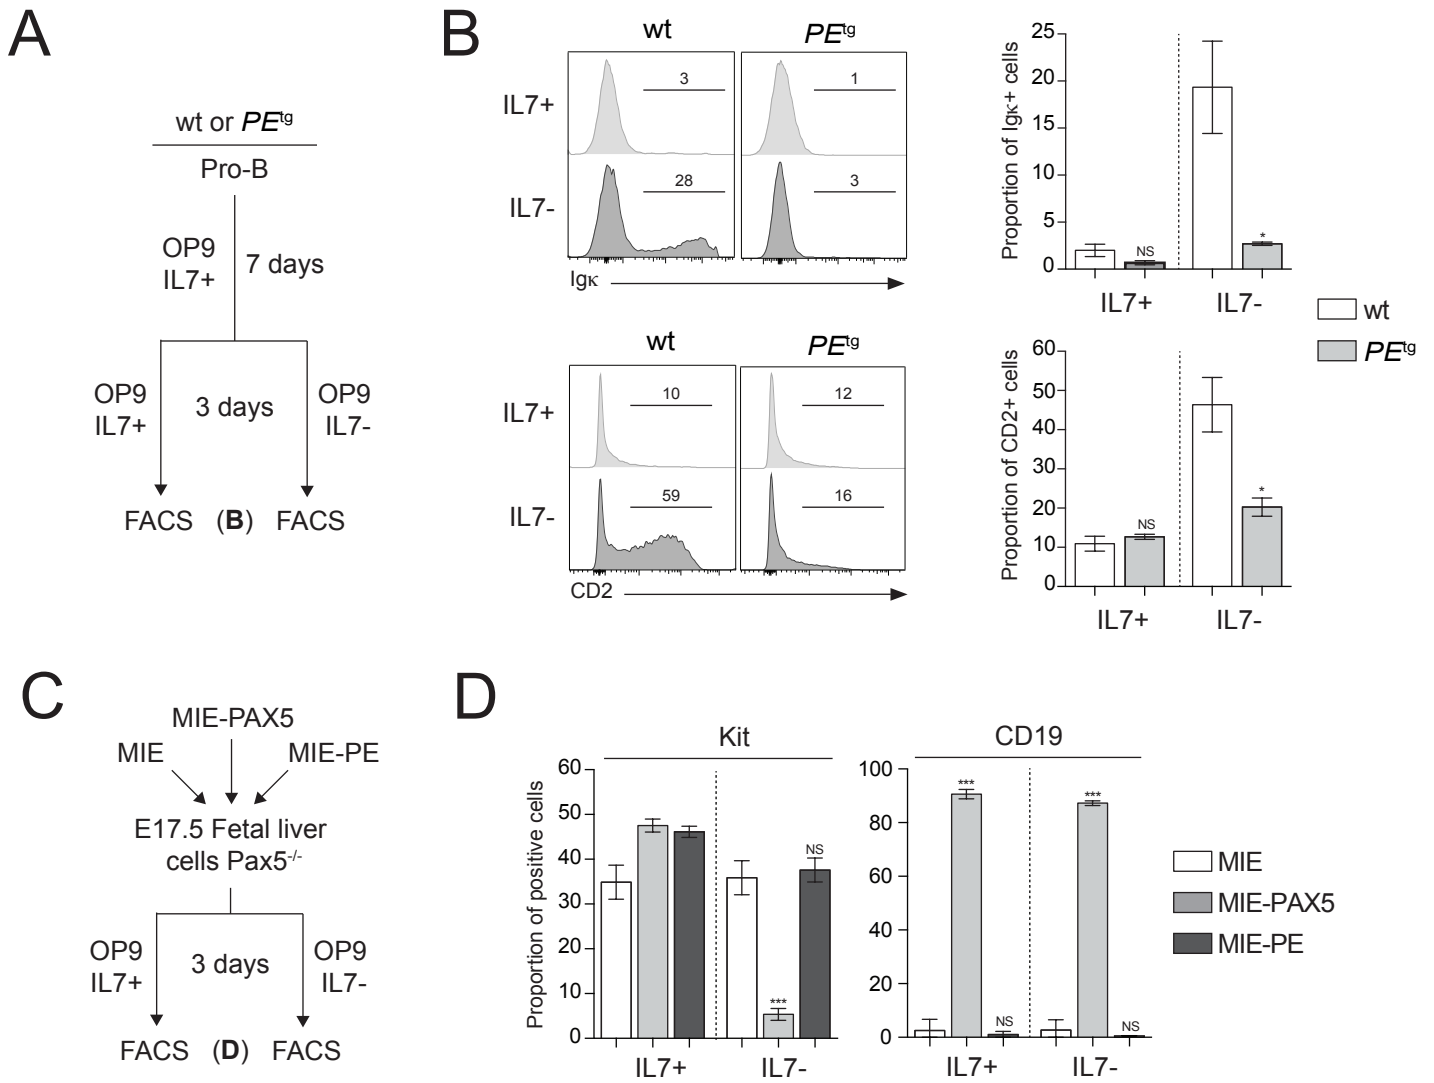 A
wt or PEtg
Pro-B
OP9
IL7+
7 days
OP9
IL7+
3 days
OP9
IL7-
FACS (B) FACS
B
wt
PEtg
IL7+
3
1
IL7-
28
3
Igκ
wt
PEtg
IL7+
10
12
IL7-
59
16
CD2
Proportion of Igκ+ cells
25
20
15
10
5
0
NS
*
IL7+
IL7-
wt
PEtg
Proportion of CD2+ cells
60
50
40
30
20
10
0
NS
*
IL7+
IL7-
C
MIE-PAX5
MIE
MIE-PE
E17.5 Fetal liver
cells Pax5-/-
OP9
IL7+
3 days
OP9
IL7-
FACS (D) FACS
D
Kit
Proportion of positive cells
60
50
40
30
20
10
0
***
NS
IL7+
IL7-
CD19
100
80
60
40
20
0
***
NS
***
NS
IL7+
IL7-
MIE
MIE-PAX5
MIE-PE